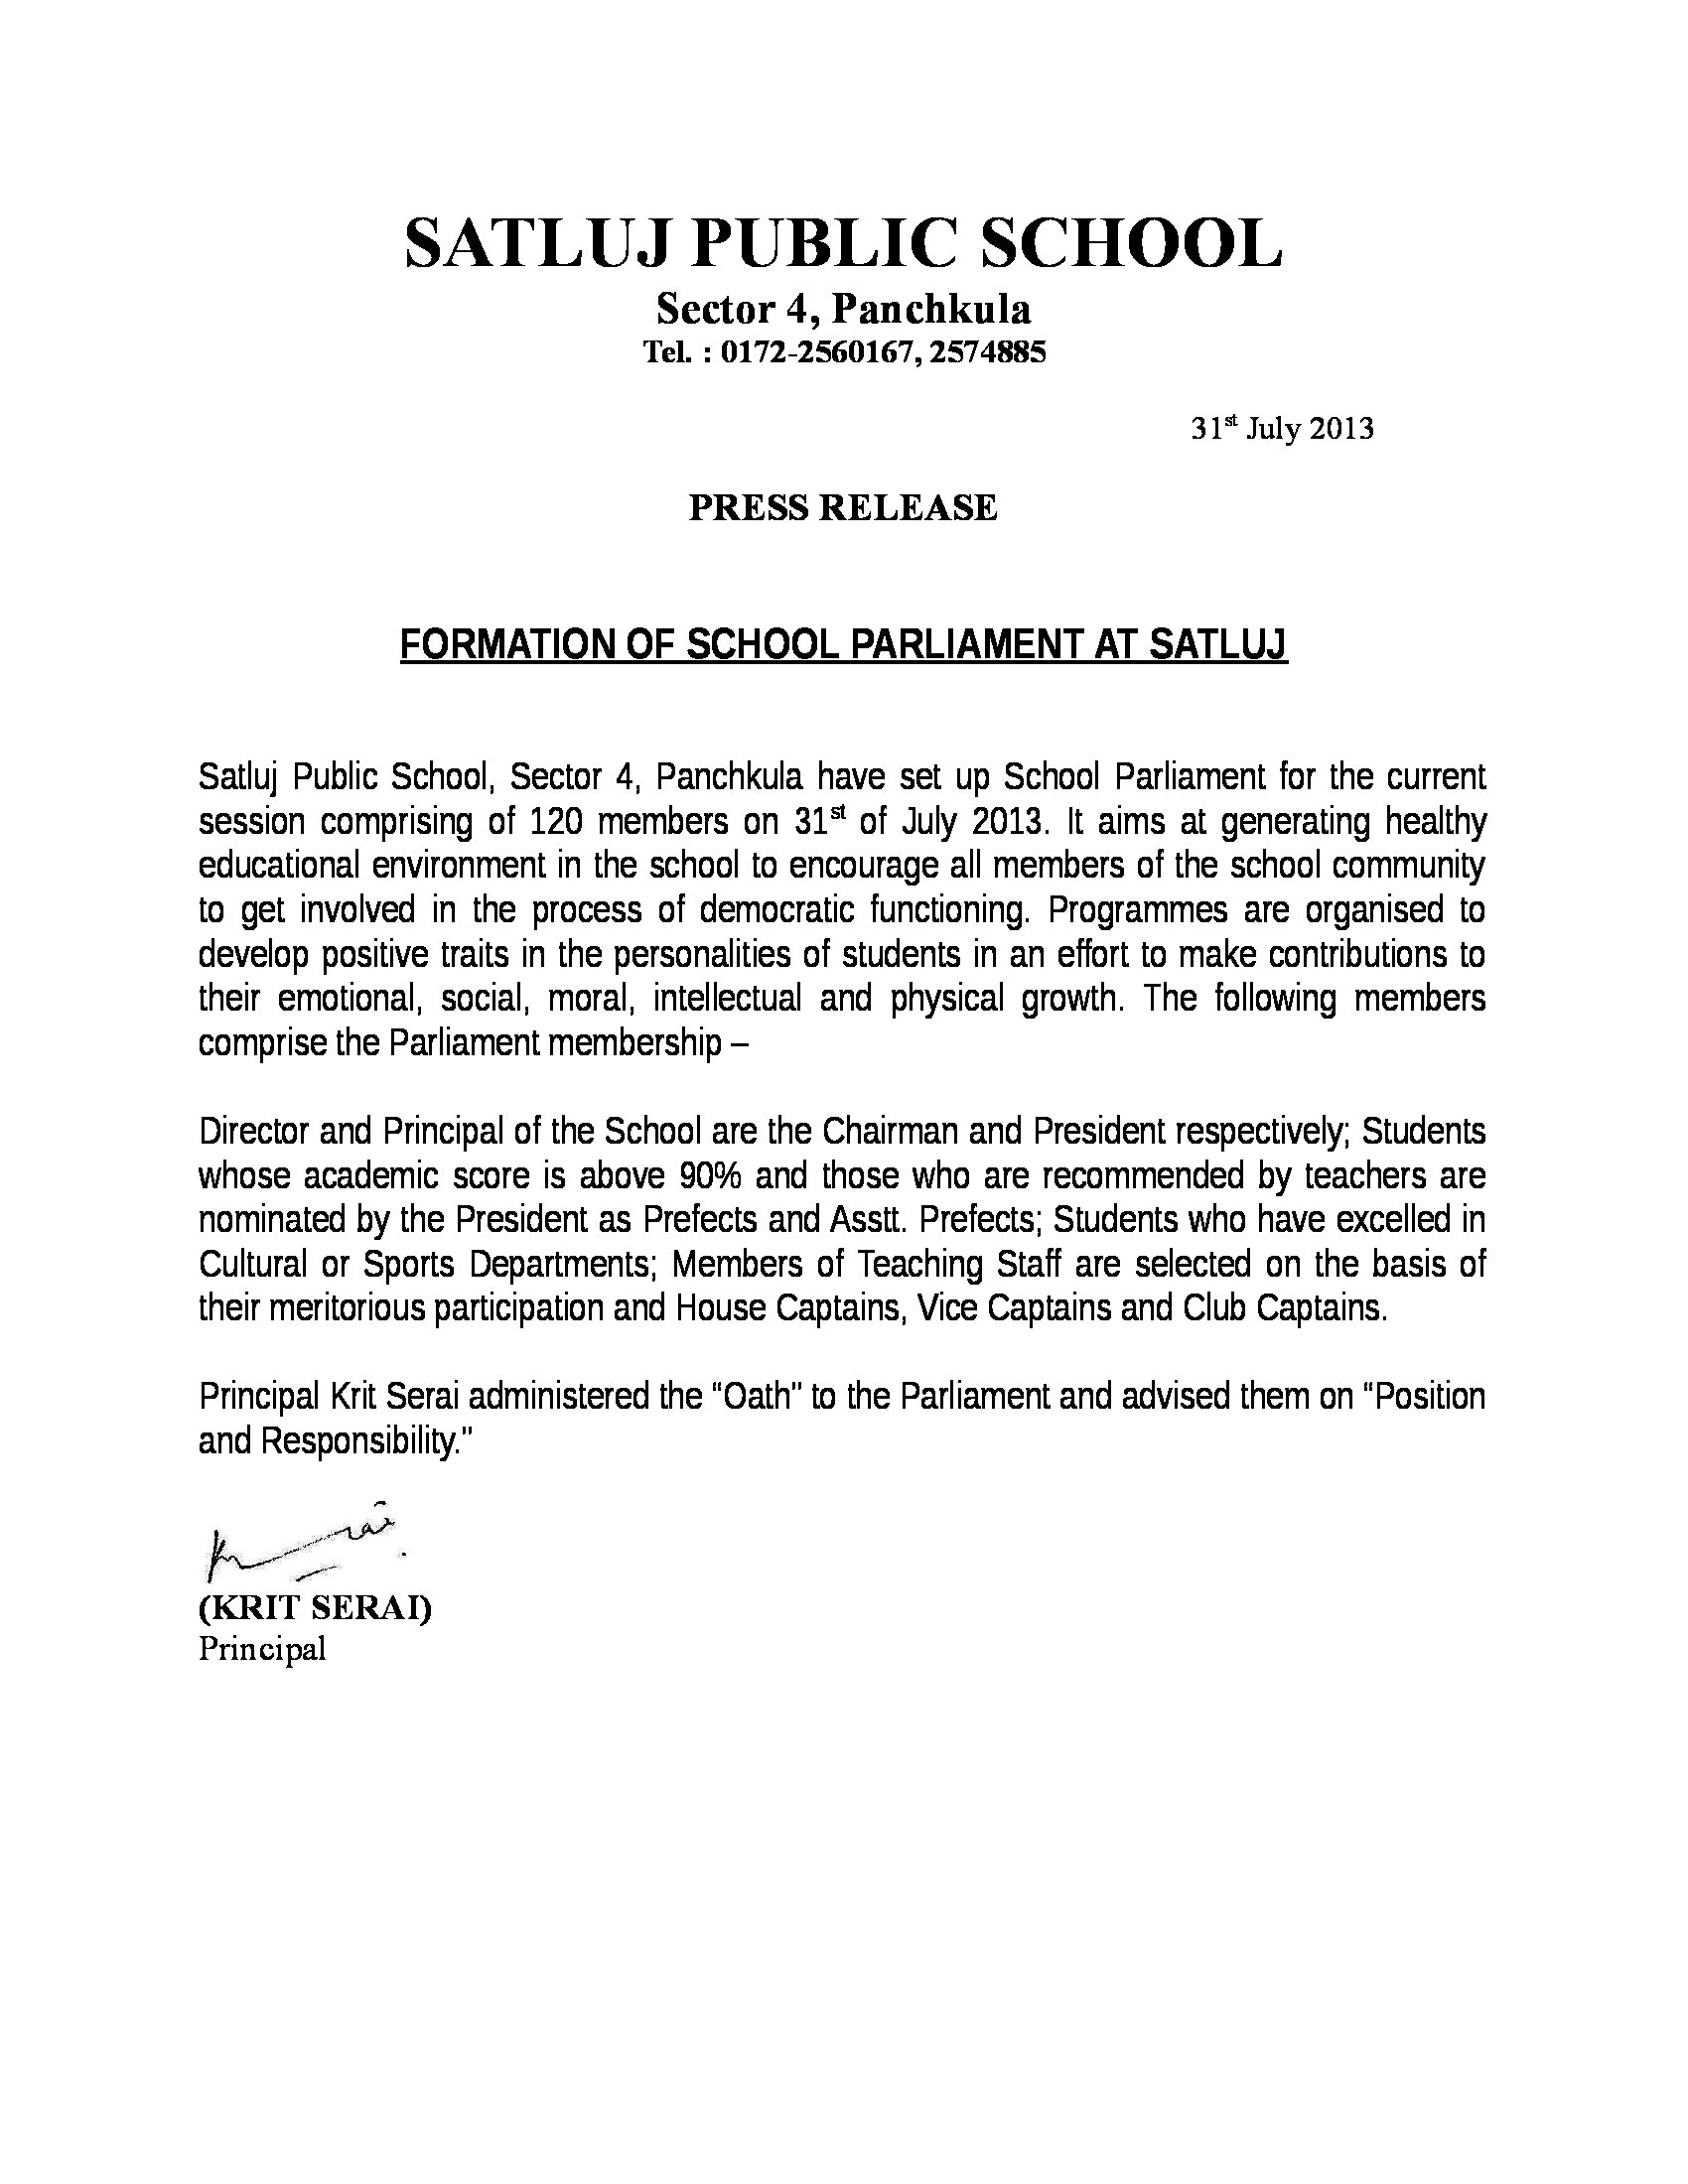 SATLUJ PUBLIC SCHOOL
Sector 4, Panchkula
Tel. : 0172-2560167, 2574885
31st July 2013
PRESS RELEASE
FORMATION OF SCHOOL PARLIAMENT AT SATLUJ
Satluj Public School, Sector 4, Panchkula have set up School Parliament for the current
session comprising of 120 members on 31st of July 2013. It aims at generating healthy
educational environment in the school to encourage all members of the school community
to get involved in the process of democratic functioning. Programmes are organised to
develop positive traits in the personalities of students in an effort to make contributions to
their emotional, social, moral, intellectual and physical growth. The following members
comprise the Parliament membership –
Director and Principal of the School are the Chairman and President respectively; Students
whose academic score is above 90% and those who are recommended by teachers are
nominated by the President as Prefects and Asstt. Prefects; Students who have excelled in
Cultural or Sports Departments; Members of Teaching Staff are selected on the basis of
their meritorious participation and House Captains, Vice Captains and Club Captains.
Principal Krit Serai administered the “Oath" to the Parliament and advised them on “Position
and Responsibility."
(KRIT SERAI)
Principal